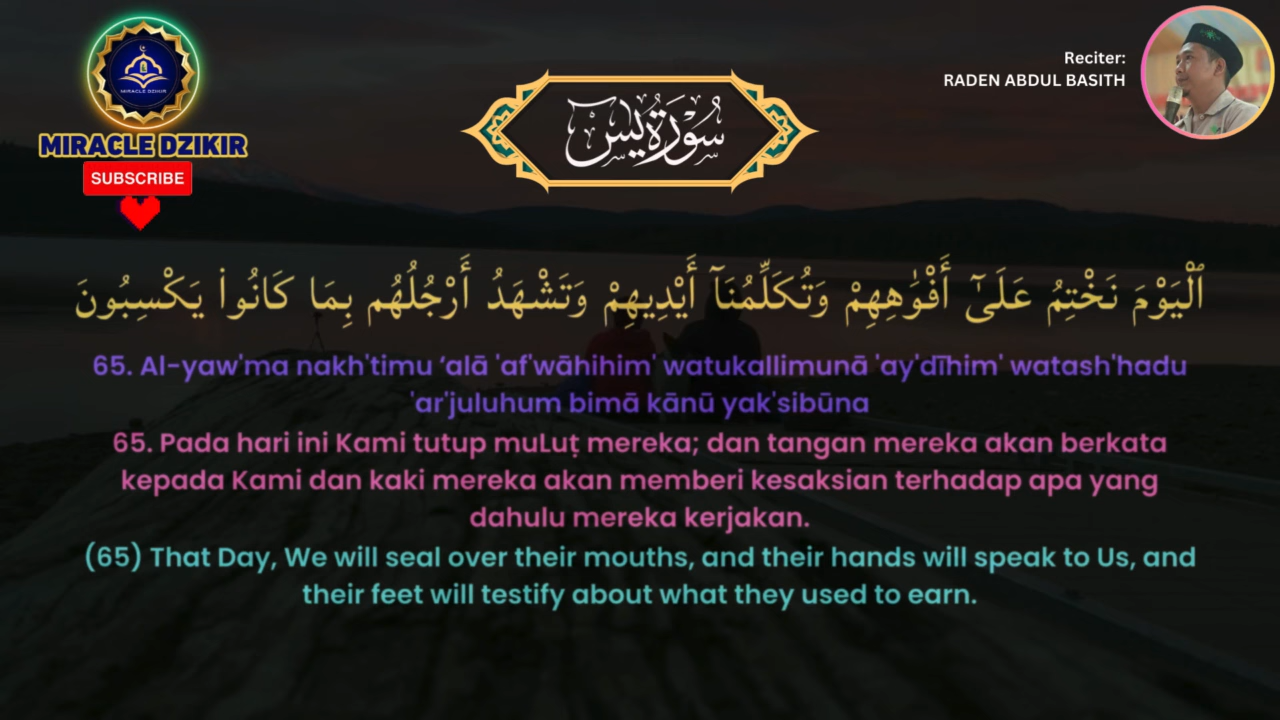 Reciter:
RADEN ABDUL BASITH
سُورَةُ يسٓ
MIRACLE DZIKIR
MIRACLE DZIKIR
SUBSCRIBE
ٱلْيَوْمَ نَخْتِمُ عَلَىٰٓ أَفْوَٰهِهِمْ وَتُكَلِّمُنَآ أَيْدِيهِمْ وَتَشْهَدُ أَرْجُلُهُم بِمَا كَانُوا۟ يَكْسِبُونَ
65. Al-yaw'ma nakh'timu ‘alā 'af'wāhihim' watukallimunā 'ay'dīhim' watash'hadu
'ar'juluhum bimā kānū yak'sibūna
65. Pada hari ini Kami tutup muLuṭ mereka; dan tangan mereka akan berkata
kepada Kami dan kaki mereka akan memberi kesaksian terhadap apa yang
dahulu mereka kerjakan.
(65) That Day, We will seal over their mouths, and their hands will speak to Us, and
their feet will testify about what they used to earn.